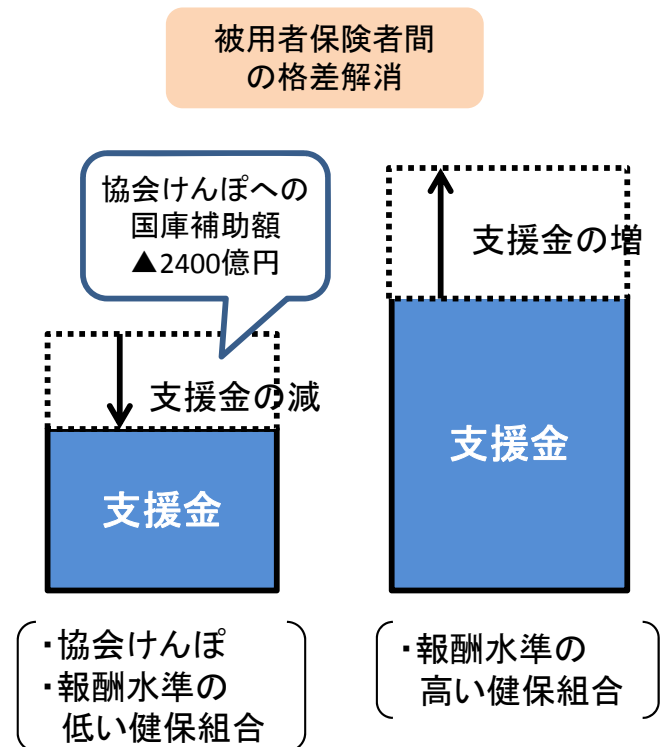 被用者保険者間
の格差解消
協会けんぽへの
国庫補助額
▲2400億円
支援金の減
支援金
・協会けんぽ
・報酬水準の
低い健保組合
支援金の増
支援金
・報酬水準の
高い健保組合